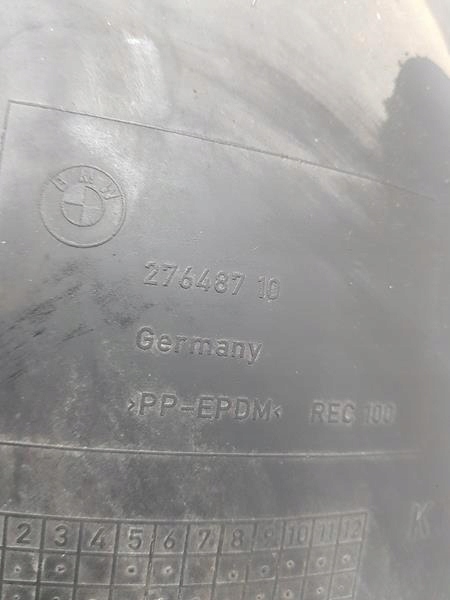 BMW
276487 10
Germany
>PP-EPDM< REC 100
K
2 3 4 5 6 7 8 9 10 11 12